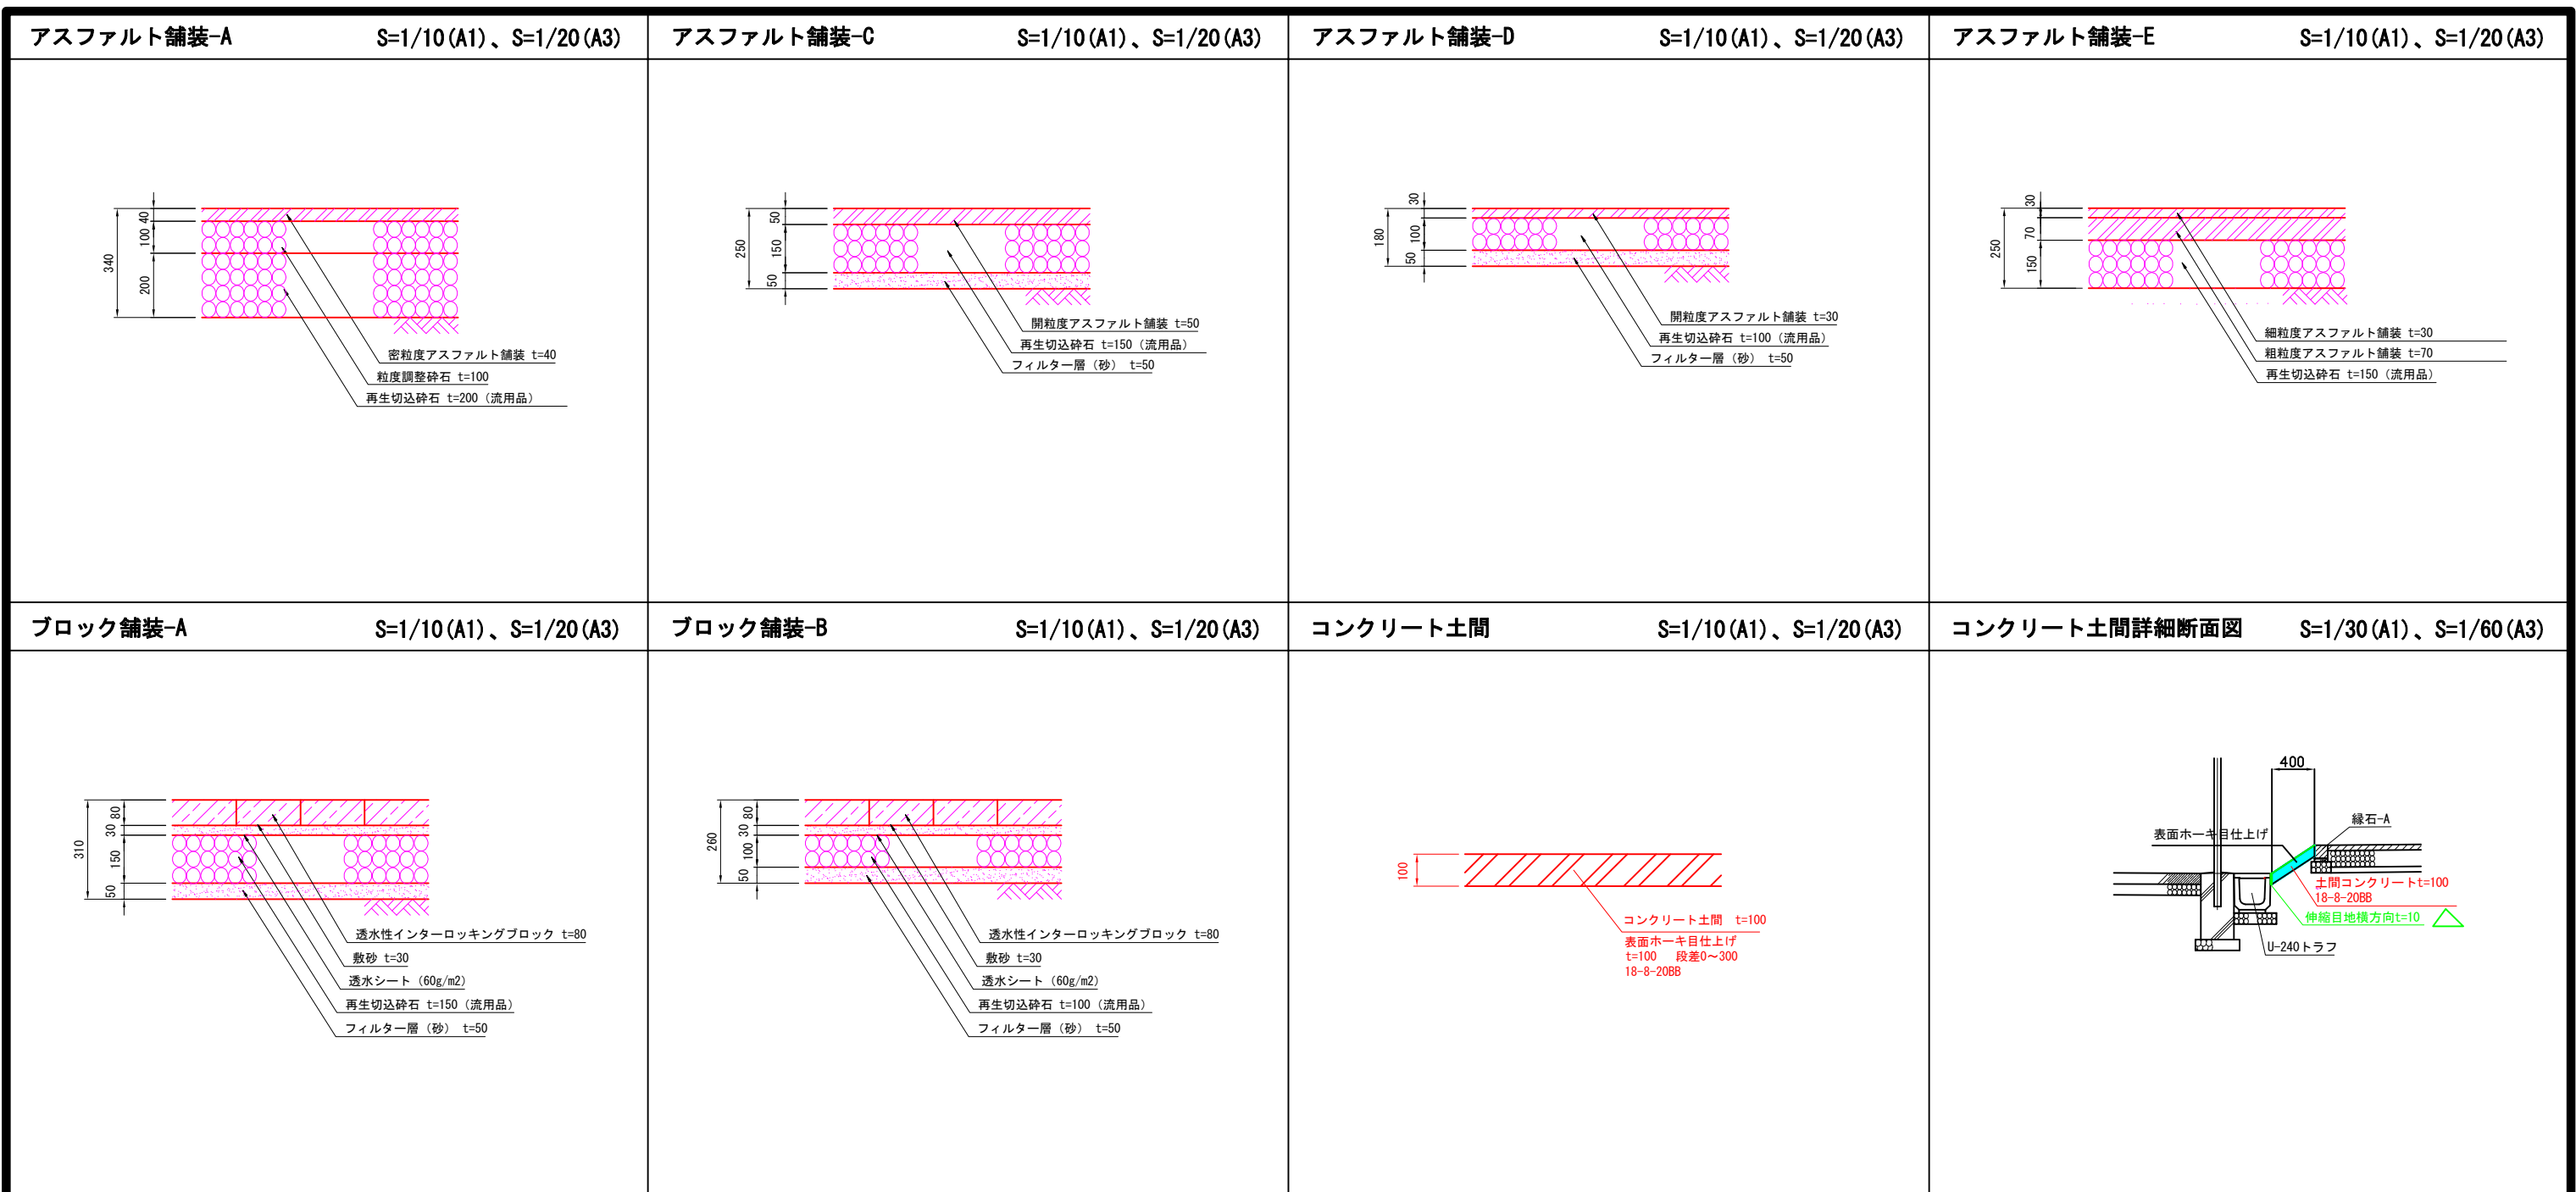 アスファルト舗装-A S=1/10(A1)、S=1/20(A3)
340
40
100
200
密粒度アスファルト舗装 t=40
粒度調整砕石 t=100
再生切込砕石 t=200（流用品）
アスファルト舗装-C S=1/10(A1)、S=1/20(A3)
250
50
150
50
開粒度アスファルト舗装 t=50
再生切込砕石 t=150（流用品）
フィルター層（砂） t=50
アスファルト舗装-D S=1/10(A1)、S=1/20(A3)
180
30
100
50
開粒度アスファルト舗装 t=30
再生切込砕石 t=100（流用品）
フィルター層（砂） t=50
アスファルト舗装-E S=1/10(A1)、S=1/20(A3)
250
30
70
150
細粒度アスファルト舗装 t=30
粗粒度アスファルト舗装 t=70
再生切込砕石 t=150（流用品）
ブロック舗装-A S=1/10(A1)、S=1/20(A3)
310
80
30
150
50
透水性インターロッキングブロック t=80
敷砂 t=30
透水シート（60g/m2）
再生切込砕石 t=150（流用品）
フィルター層（砂） t=50
ブロック舗装-B S=1/10(A1)、S=1/20(A3)
260
80
30
100
50
透水性インターロッキングブロック t=80
敷砂 t=30
透水シート（60g/m2）
再生切込砕石 t=100（流用品）
フィルター層（砂） t=50
コンクリート土間 S=1/10(A1)、S=1/20(A3)
100
コンクリート土間 t=100
表面ホーキ目仕上げ
t=100 段差0～300
18-8-20BB
コンクリート土間詳細断面図 S=1/30(A1)、S=1/60(A3)
400
縁石-A
表面ホーキ目仕上げ
土間コンクリートt=100
18-8-20BB
伸縮目地横方向t=10
U-240トラフ